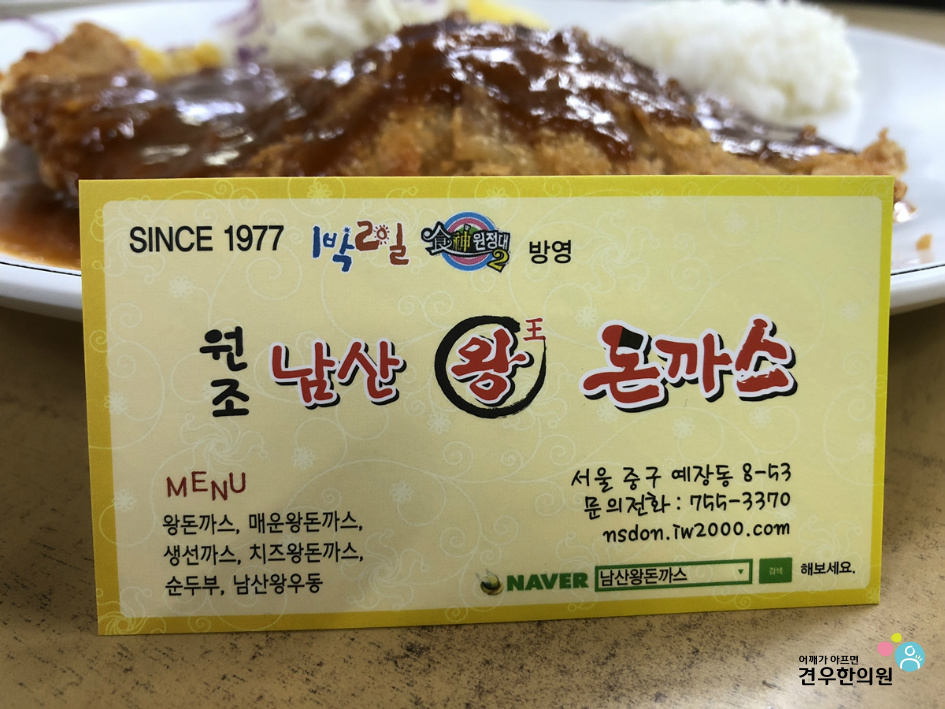 SINCE 1977 1박2일 食神원정대2 방영
원조 남산 왕 王 돈까스
MENU
왕돈까스, 매운왕돈까스,
생선까스, 치즈왕돈까스,
순두부, 남산왕우동
서울 중구 예장동 8-53
문의전화 : 755-3370
nsdon.iw2000.com
NAVER 남산왕돈까스 검색 해보세요.
어깨가 아프면
견우한의원